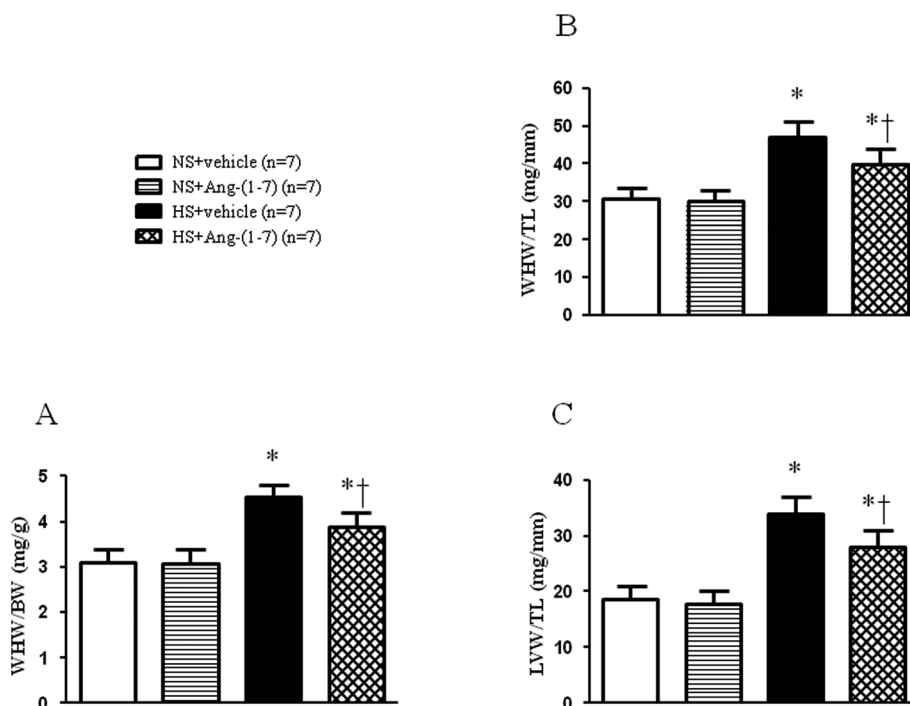 B
NS+vehicle (n=7)
NS+Ang-(1-7) (n=7)
HS+vehicle (n=7)
HS+Ang-(1-7) (n=7)
WHW/TL (mg/mm)
60
50
40
30
20
10
0
*
*†
A
WHW/BW (mg/g)
5
4
3
2
1
0
*
*†
C
LVW/TL (mg/mm)
40
30
20
10
0
*
*†